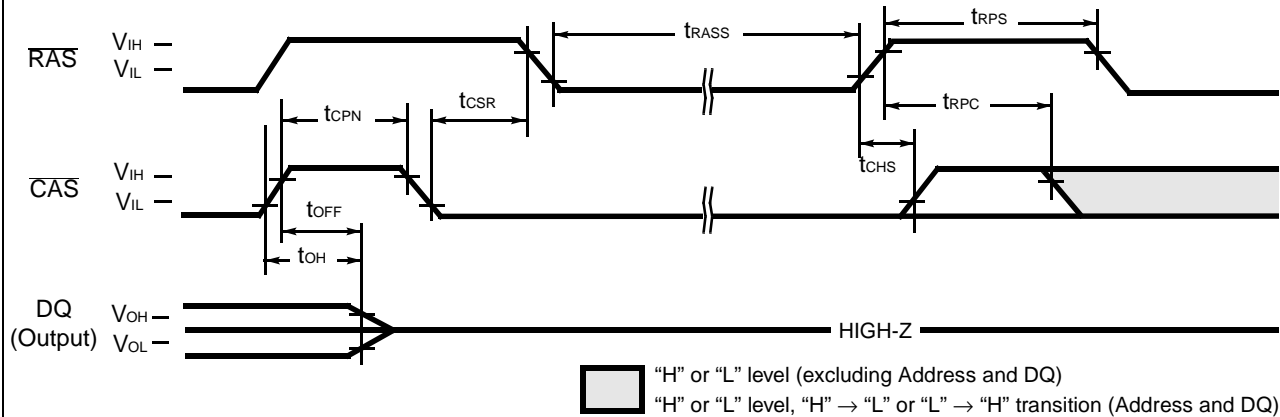 RAS
VIH
VIL
tRASS
tRPS
tCPN
tCSR
tRPC
tCHS
CAS
VIH
VIL
tOFF
tOH
DQ
(Output)
VOH
VOL
HIGH-Z
“H” or “L” level (excluding Address and DQ)
“H” or “L” level, “H” → “L” or “L” → “H” transition (Address and DQ)